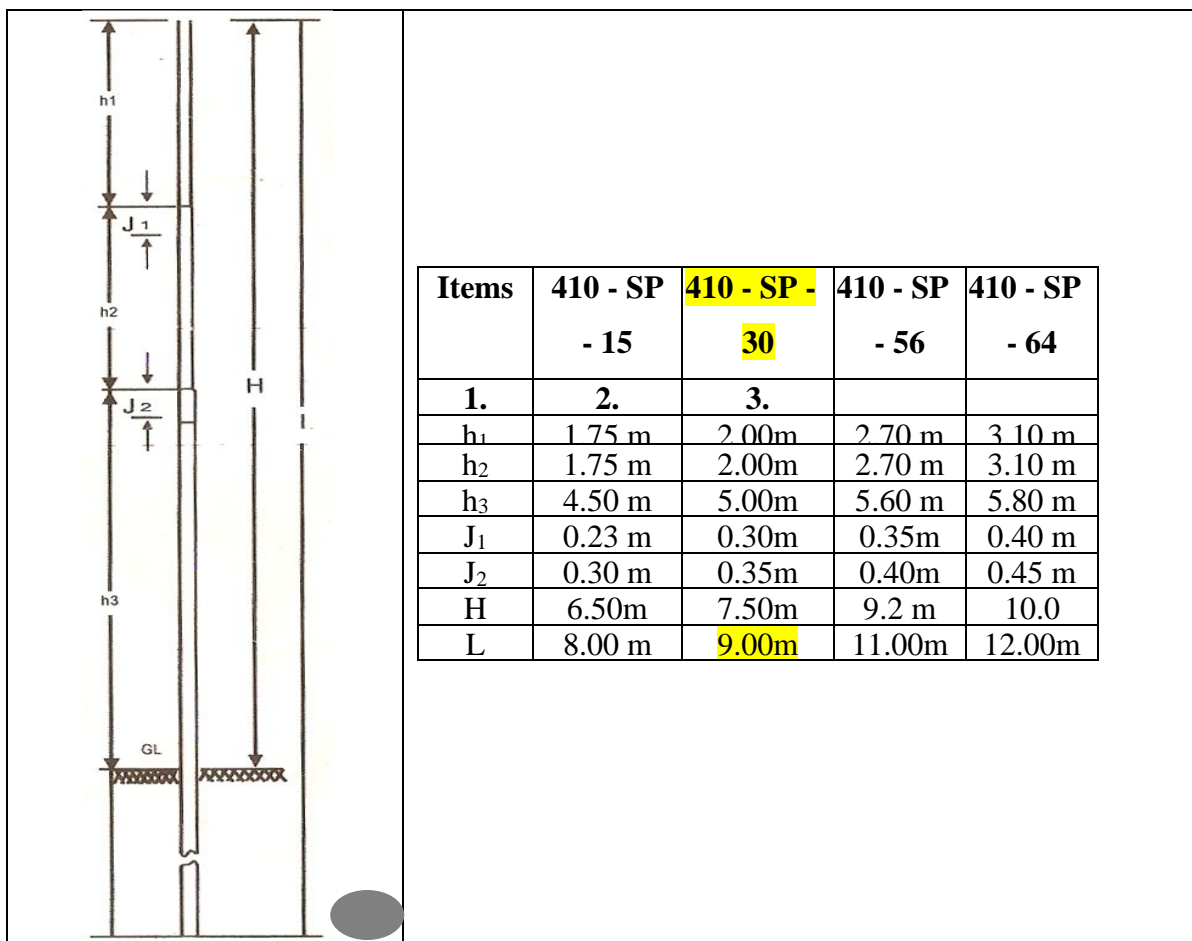 h1
J 1
h2
H
J 2
h3
GL
Items 410 - SP - 15 410 - SP - 30 410 - SP - 56 410 - SP - 64
1. 2. 3.
h1 1.75 m 2.00m 2.70 m 3.10 m
h2 1.75 m 2.00m 2.70 m 3.10 m
h3 4.50 m 5.00m 5.60 m 5.80 m
J1 0.23 m 0.30m 0.35m 0.40 m
J2 0.30 m 0.35m 0.40m 0.45 m
H 6.50m 7.50m 9.2 m 10.0
L 8.00 m 9.00m 11.00m 12.00m